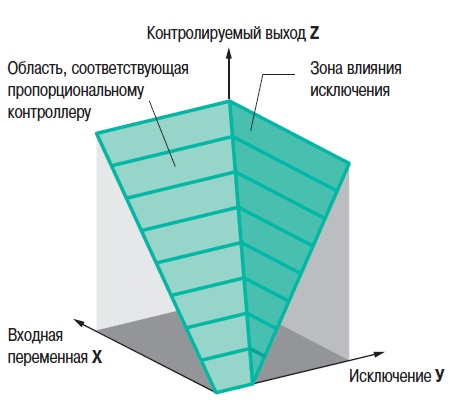 Контролируемый выход Z
Область, соответствующая
пропорциональному
контроллеру
Зона влияния
исключения
Входная
переменная X
Исключение У